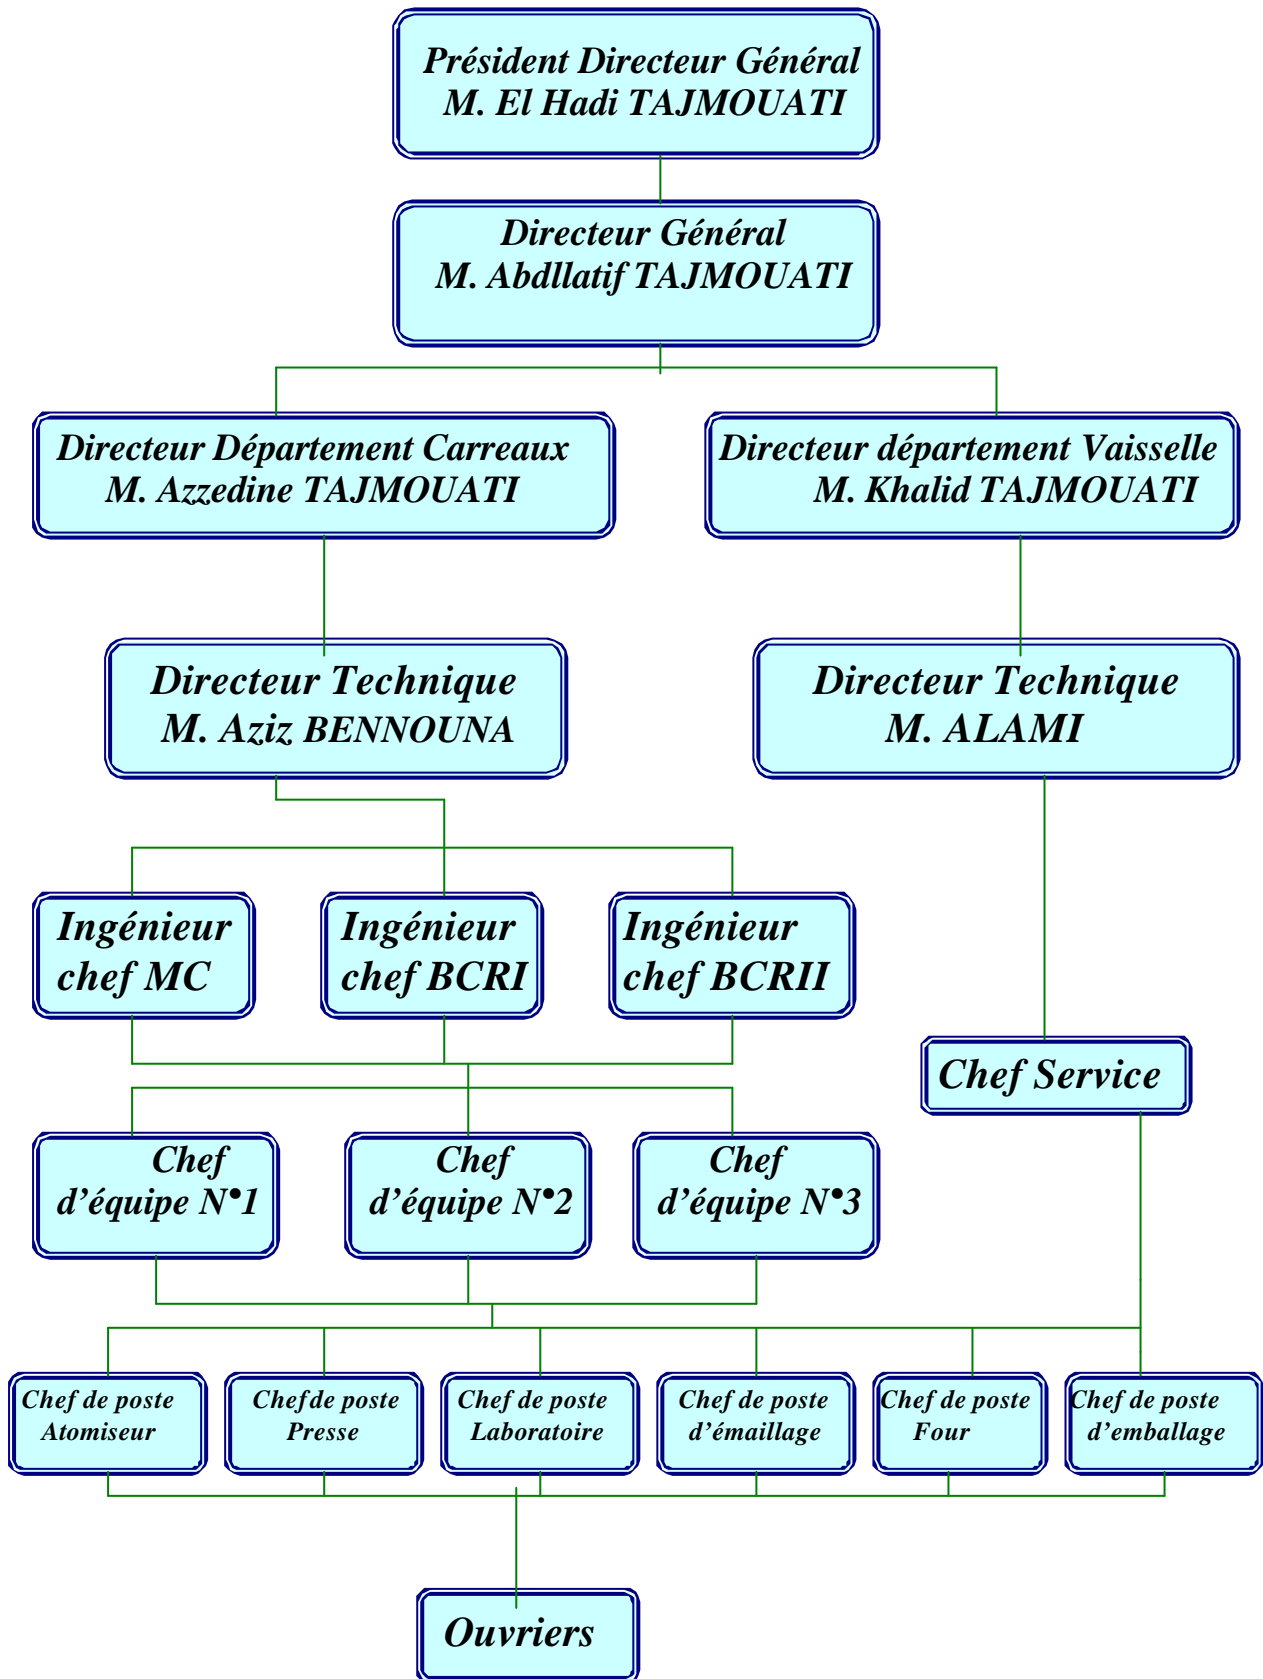 Président Directeur Général
M. El Hadi TAJMOUATI
Directeur Général
M. Abdllatif TAJMOUATI
Directeur Département Carreaux
M. Azzedine TAJMOUATI
Directeur département Vaisselle
M. Khalid TAJMOUATI
Directeur Technique
M. Aziz BENNOUNA
Directeur Technique
M. ALAMI
Ingénieur
chef MC
Ingénieur
chef BCRI
Ingénieur
chef BCRII
Chef Service
Chef
d’équipe N°1
Chef
d’équipe N°2
Chef
d’équipe N°3
Chef de poste
Atomiseur
Chef de poste
Presse
Chef de poste
Laboratoire
Chef de poste
d’émaillage
Chef de poste
Four
Chef de poste
d’emballage
Ouvriers